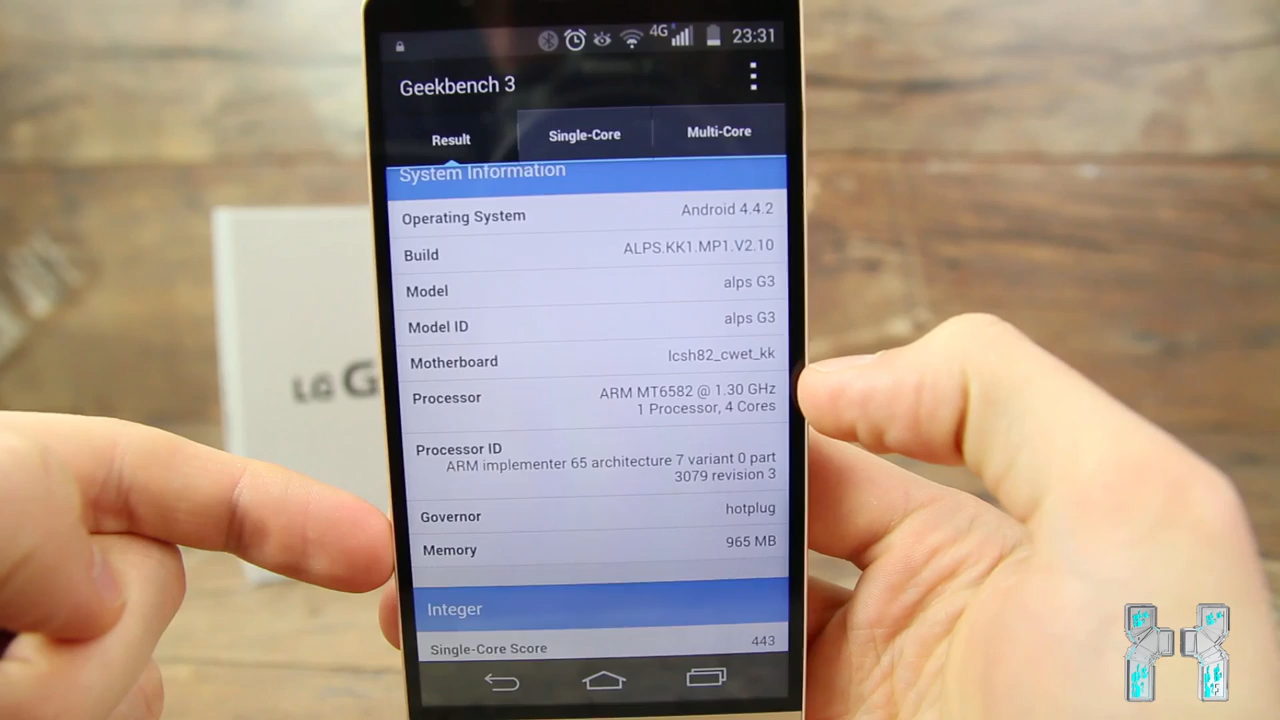 4G 23:31
Geekbench 3
Result Single-Core Multi-Core
System Information
Operating System Android 4.4.2
Build ALPS.KK1.MP1.V2.10
Model alps G3
Model ID alps G3
Motherboard lcsh82_cwet_kk
Processor ARM MT6582 @ 1.30 GHz
1 Processor, 4 Cores
Processor ID
ARM implementer 65 architecture 7 variant 0 part
3079 revision 3
Governor hotplug
Memory 965 MB
Integer
Single-Core Score 443
LG G